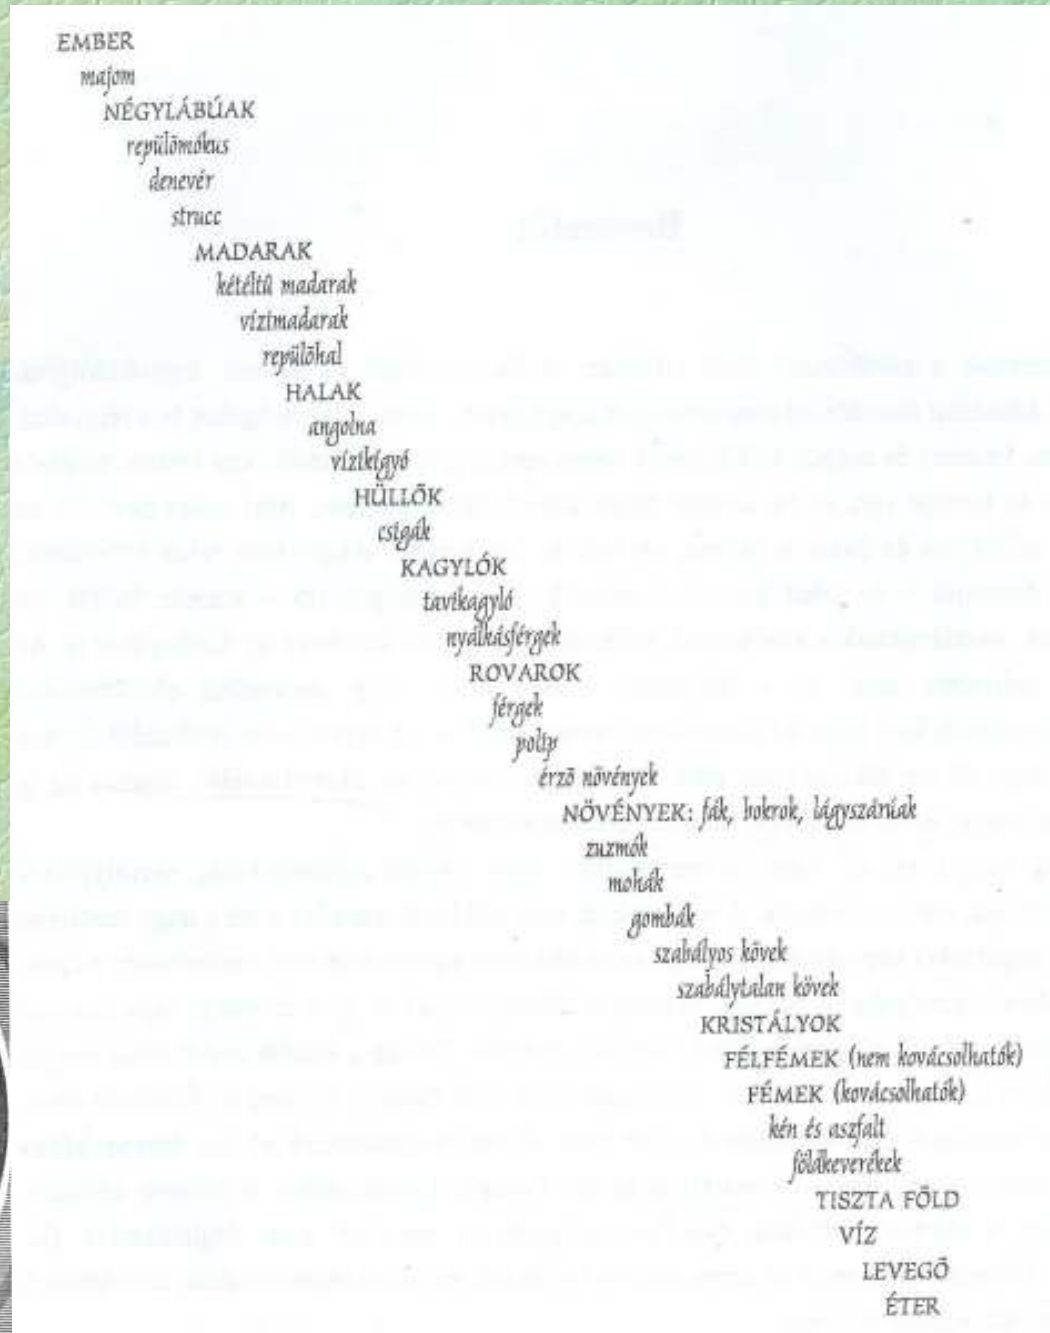 EMBER
majom
NÉGYLÁBÚAK
repülőmókus
denevér
strucc
MADARAK
kétéltű madarak
vízimadarak
repülőhal
HALAK
angolna
vízikígyó
HÜLLŐK
csigák
KAGYLÓK
tavikagyló
nyálkásférgek
ROVAROK
férgek
polip
érző növények
NÖVÉNYEK: fák, bokrok, lágyszárúak
zuzmók
mohák
gombák
szabályos kövek
szabálytalan kövek
KRISTÁLYOK
FÉLFÉMEK (nem kovácsolhatók)
FÉMEK (kovácsolhatók)
kén és aszfalt
földkeverékek
TISZTA FÖLD
VÍZ
LEVEGŐ
ÉTER